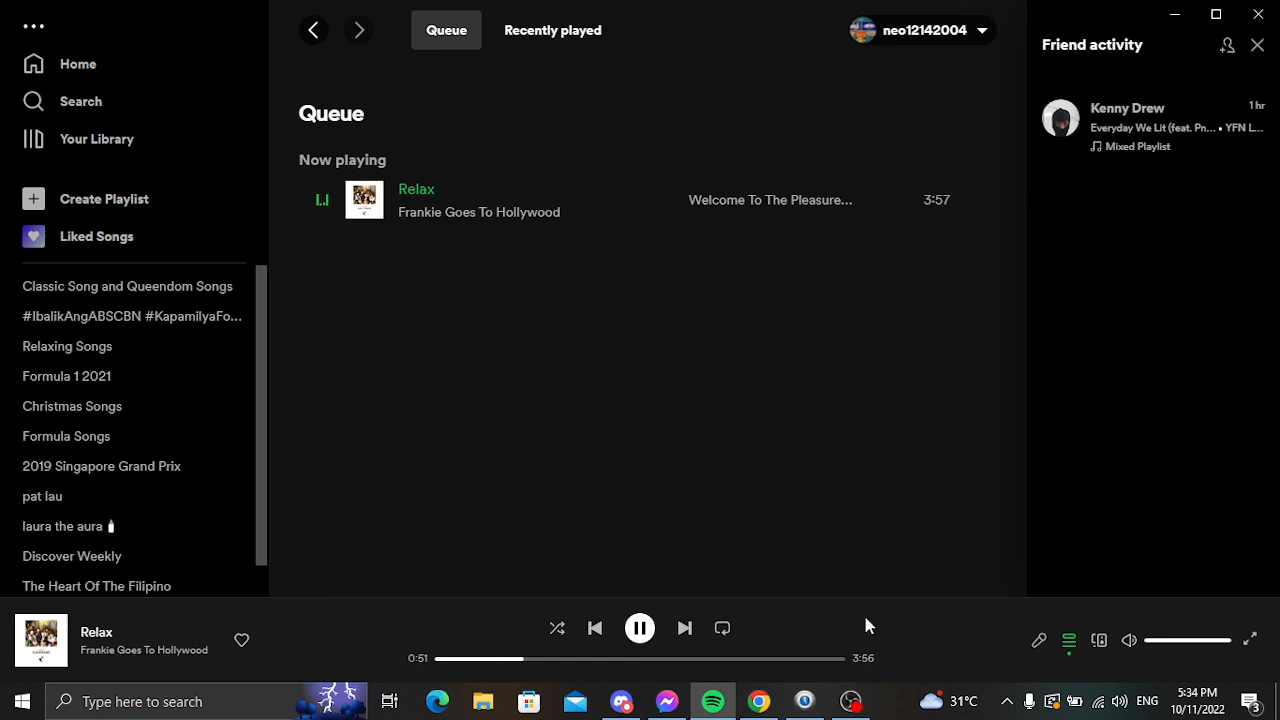 Home
Search
Your Library
Create Playlist
Liked Songs
Classic Song and Queendom Songs
#IbalikAngABSCBN #KapamilyaFo...
Relaxing Songs
Formula 1 2021
Christmas Songs
Formula Songs
2019 Singapore Grand Prix
pat lau
laura the aura
Discover Weekly
The Heart Of The Filipino
Queue Recently played
neo12142004
Queue
Now playing
Relax
Frankie Goes To Hollywood
Welcome To The Pleasure...
3:57
Friend activity
Kenny Drew 1 hr
Everyday We Lit (feat. Pn... • YFN L...
Mixed Playlist
Relax
Frankie Goes To Hollywood
0:51
3:56
Type here to search
31°C
ENG
5:34 PM
10/11/2022
3